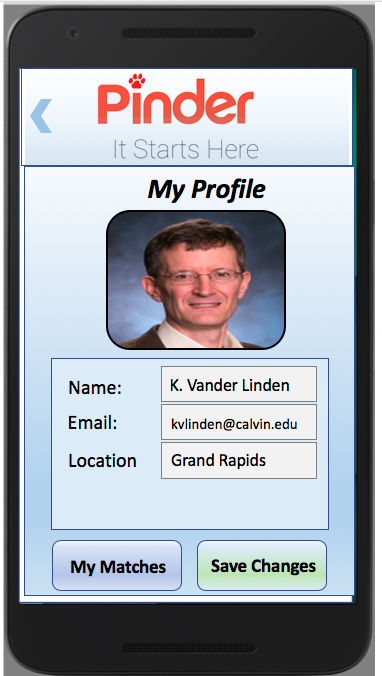 Pinder
It Starts Here
My Profile
Name: K. Vander Linden
Email: kvlinden@calvin.edu
Location Grand Rapids
My Matches Save Changes